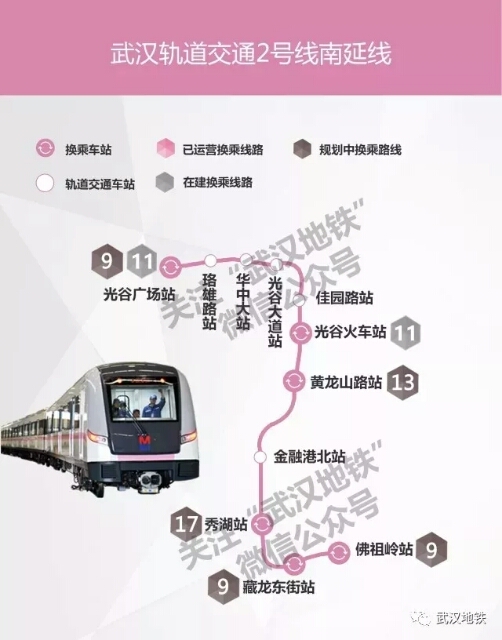 武汉轨道交通2号线南延线
换乘车站
已运营换乘线路
规划中换乘路线
轨道交通车站
在建换乘线路
关注“武汉地铁”
微信公众号
9 11
光谷广场站
珞雄路站
华中大站
光谷大道站
佳园路站
光谷火车站 11
黄龙山路站 13
金融港北站
关注“武汉地铁”
微信公众号
17 秀湖站
佛祖岭站 9
9 藏龙东街站
武汉地铁